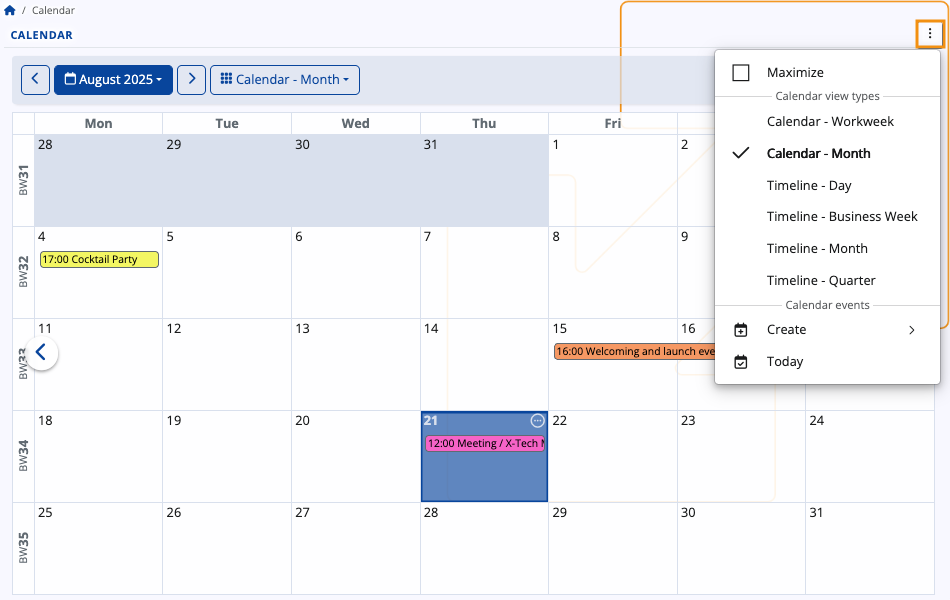 / Calendar
CALENDAR
August 2025
Calendar - Month
Mon Tue Wed Thu Fri
BW31 28 29 30 31 1 2
BW32 4 5 6 7 8 9
17:00 Cocktail Party
BW33 11 12 13 14 15 16
16:00 Welcoming and launch eve
BW34 18 19 20 21 22 23 24
12:00 Meeting / X-Tech
BW35 25 26 27 28 29 30 31
Maximize
Calendar view types
Calendar - Workweek
Calendar - Month
Timeline - Day
Timeline - Business Week
Timeline - Month
Timeline - Quarter
Calendar events
Create
Today